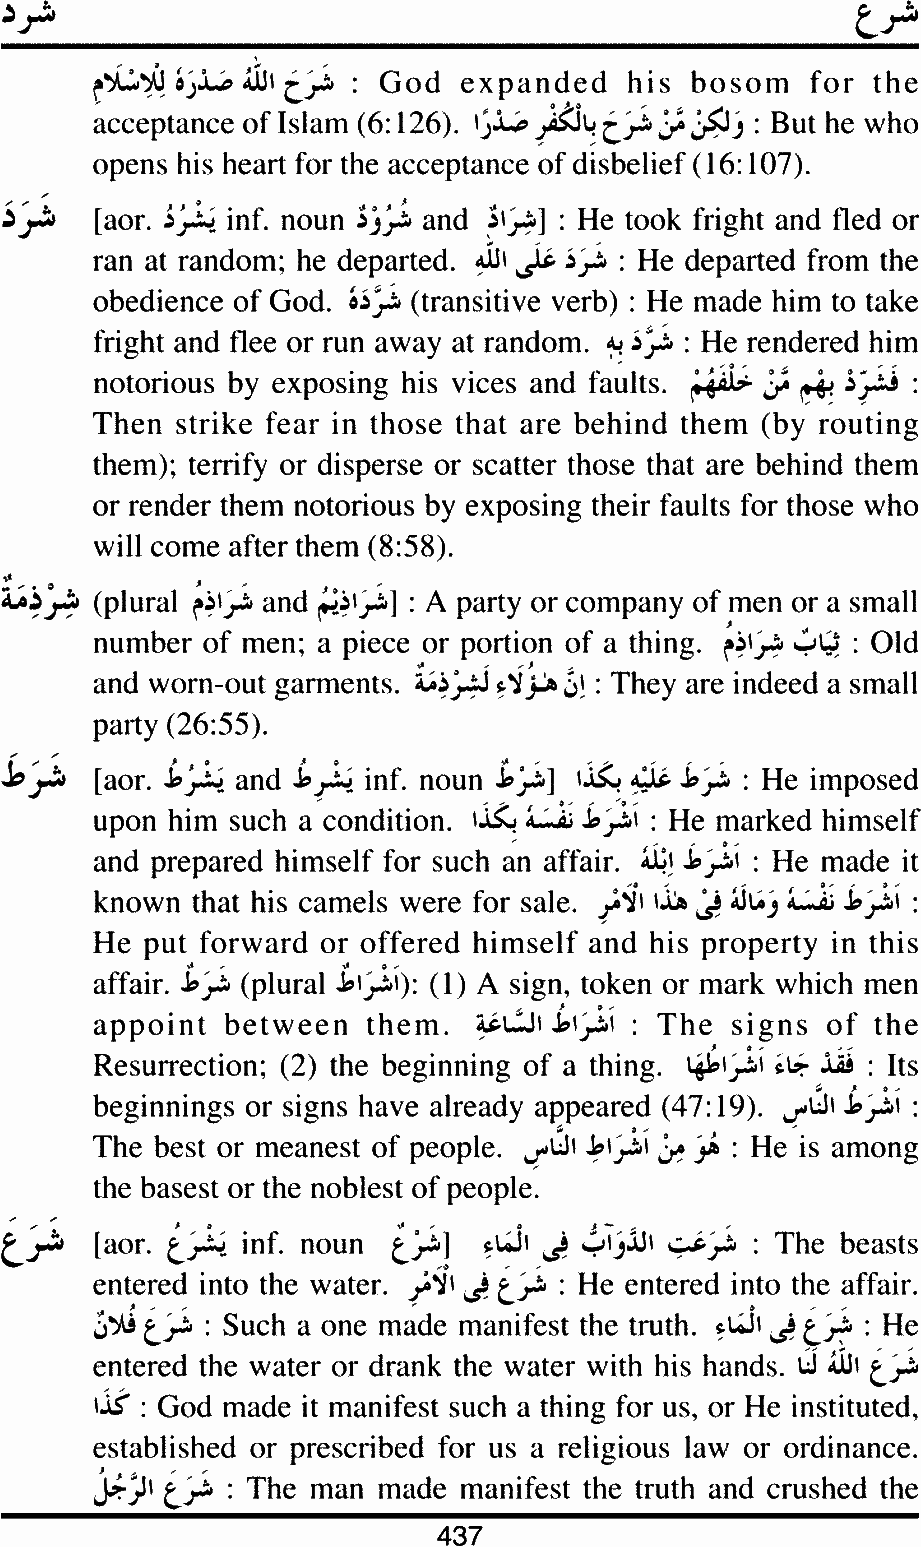 شرد شرع
شَرَحَ اللّٰهُ صَدْرَهُ لِلْاِسْلَامِ : God expanded his bosom for the
acceptance of Islam (6:126). وَلٰكِنْ مَّنْ شَرَحَ بِالْكُفْرِ صَدْرًا : But he who
opens his heart for the acceptance of disbelief (16:107).
شَرَدَ [aor. يَشْرُدُ inf. noun شُرُوْدٌ and شِرَادٌ] : He took fright and fled or
ran at random; he departed. شَرَدَ عَلَى اللّٰهِ : He departed from the
obedience of God. شَرَّدَهُ (transitive verb) : He made him to take
fright and flee or run away at random. شَرَّدَ بِهِ : He rendered him
notorious by exposing his vices and faults. فَشَرِّدْ بِهِمْ مَّنْ خَلْفَهُمْ :
Then strike fear in those that are behind them (by routing
them); terrify or disperse or scatter those that are behind them
or render them notorious by exposing their faults for those who
will come after them (8:58).
شِرْذِمَةٌ (plural شَرَاذِمُ and شَرَاذِيْمُ] : A party or company of men or a small
number of men; a piece or portion of a thing. ثِيَابٌ شَرَاذِمُ : Old
and worn-out garments. اِنَّ هٰٓؤُلَاءِ لَشِرْذِمَةٌ : They are indeed a small
party (26:55).
شَرَطَ [aor. يَشْرُطُ and يَشْرِطُ inf. noun شَرْطٌ] شَرَطَ عَلَيْهِ بِكَذَا : He imposed
upon him such a condition. اَشْرَطَ نَفْسَهُ بِكَذَا : He marked himself
and prepared himself for such an affair. اَشْرَطَ اِبِلَهُ : He made it
known that his camels were for sale. اَشْرَطَ نَفْسَهُ وَمَالَهُ فِيْ هٰذَا الْاَمْرِ :
He put forward or offered himself and his property in this
affair. شَرَطٌ (plural اَشْرَاطٌ): (1) A sign, token or mark which men
appoint between them. اَشْرَاطُ السَّاعَةِ : The signs of the
Resurrection; (2) the beginning of a thing. فَقَدْ جَاءَ اَشْرَاطُهَا : Its
beginnings or signs have already appeared (47:19). اَشْرَطُ النَّاسِ :
The best or meanest of people. هُوَ مِنْ اَشْرَاطِ النَّاسِ : He is among
the basest or the noblest of people.
شَرَعَ [aor. يَشْرَعُ inf. noun شَرْعٌ] شَرَعَتِ الدَّوَآبُّ فِى الْمَاءِ : The beasts
entered into the water. شَرَعَ فِى الْاَمْرِ : He entered into the affair.
شَرَعَ فُلَانٌ : Such a one made manifest the truth. شَرَعَ فِى الْمَاءِ : He
entered the water or drank the water with his hands. شَرَعَ اللّٰهُ لَنَا
كَذَا : God made it manifest such a thing for us, or He instituted,
established or prescribed for us a religious law or ordinance.
شَرَعَ الرَّجُلُ : The man made manifest the truth and crushed the
437